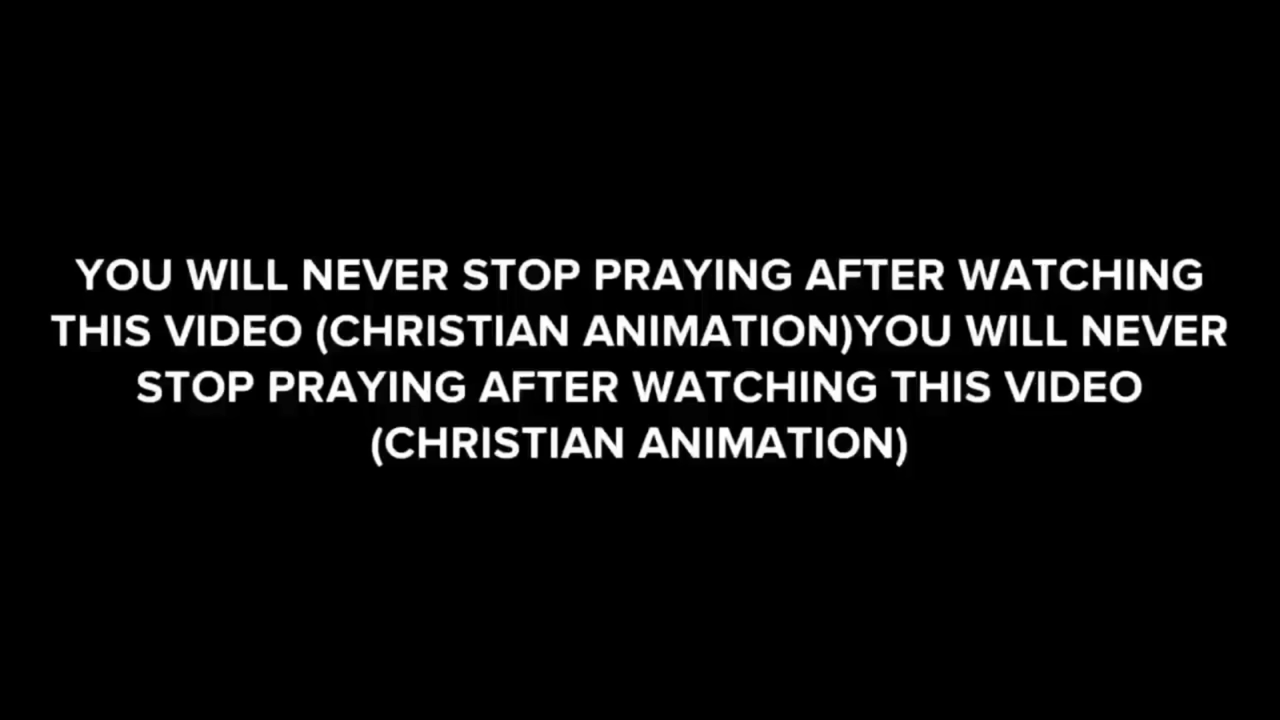 YOU WILL NEVER STOP PRAYING AFTER WATCHING
THIS VIDEO (CHRISTIAN ANIMATION)YOU WILL NEVER
STOP PRAYING AFTER WATCHING THIS VIDEO
(CHRISTIAN ANIMATION)